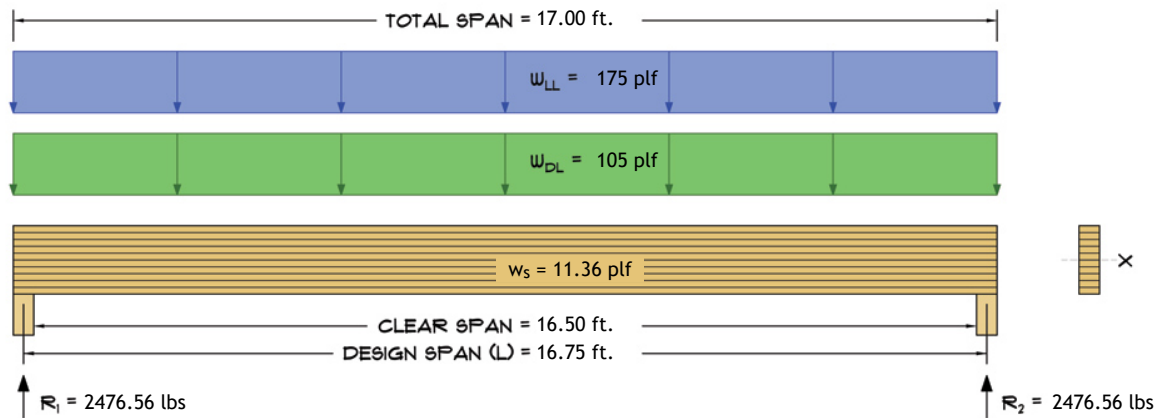 TOTAL SPAN = 17.00 ft.
wLL = 175 plf
wDL = 105 plf
ws = 11.36 plf
X
CLEAR SPAN = 16.50 ft.
DESIGN SPAN (L) = 16.75 ft.
R1 = 2476.56 lbs
R2 = 2476.56 lbs